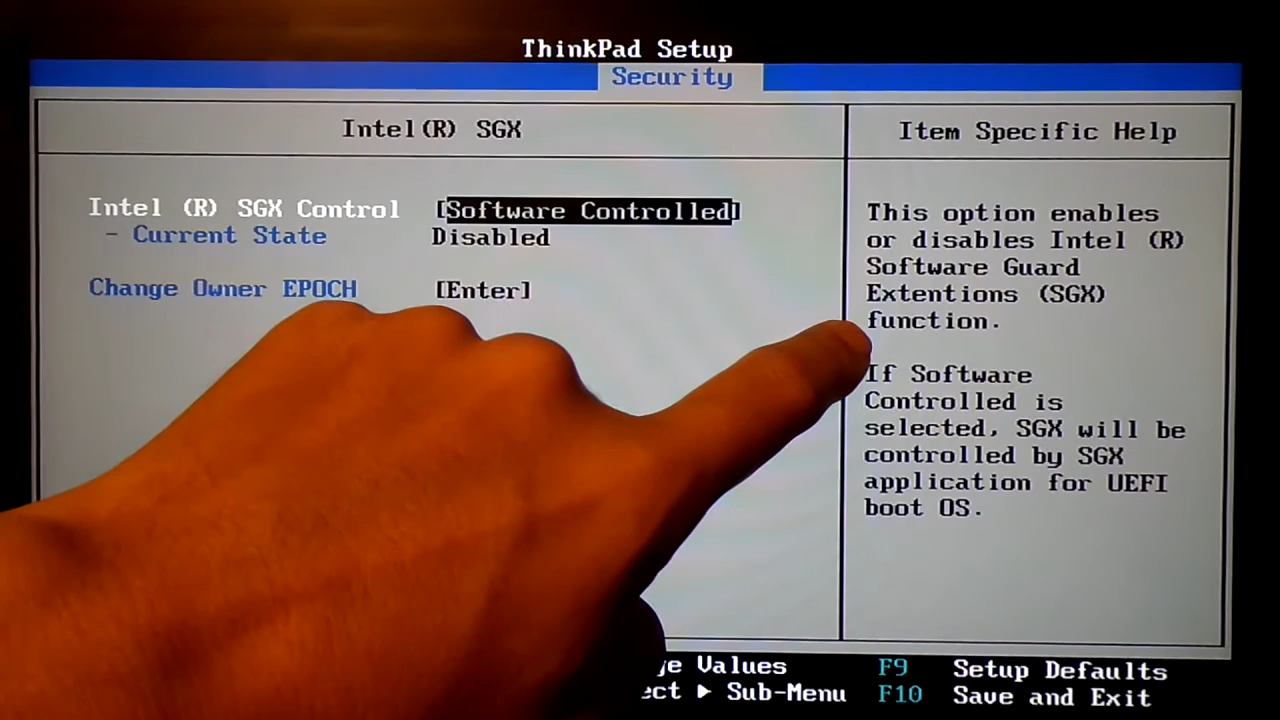 ThinkPad Setup
Security
Intel(R) SGX
Item Specific Help
Intel (R) SGX Control [Software Controlled]
- Current State Disabled
Change Owner EPOCH [Enter]
This option enables
or disables Intel (R)
Software Guard
Extentions (SGX)
function.
If Software
Controlled is
selected, SGX will be
controlled by SGX
application for UEFI
boot OS.
Values F9 Setup Defaults
▶ Sub-Menu F10 Save and Exit